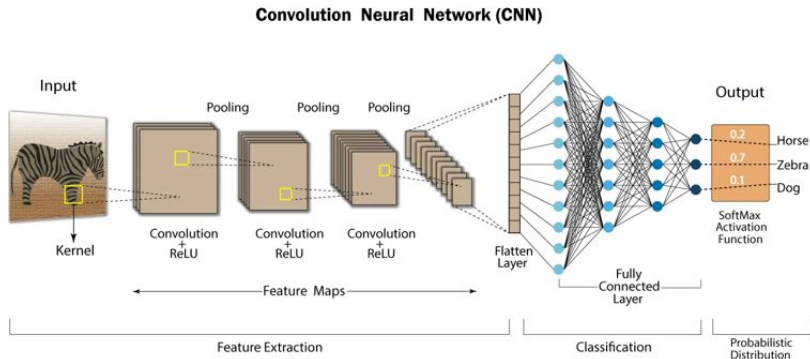 Convolution Neural Network (CNN)
Input
Output
Pooling
Pooling
Pooling
0.2
Horse
0.7
Zebra
0.1
Dog
Kernel
Convolution
+
ReLU
Convolution
+
ReLU
Convolution
+
ReLU
Flatten
Layer
SoftMax
Activation
Function
Feature Maps
Fully
Connected
Layer
Feature Extraction
Classification
Probabilistic
Distribution